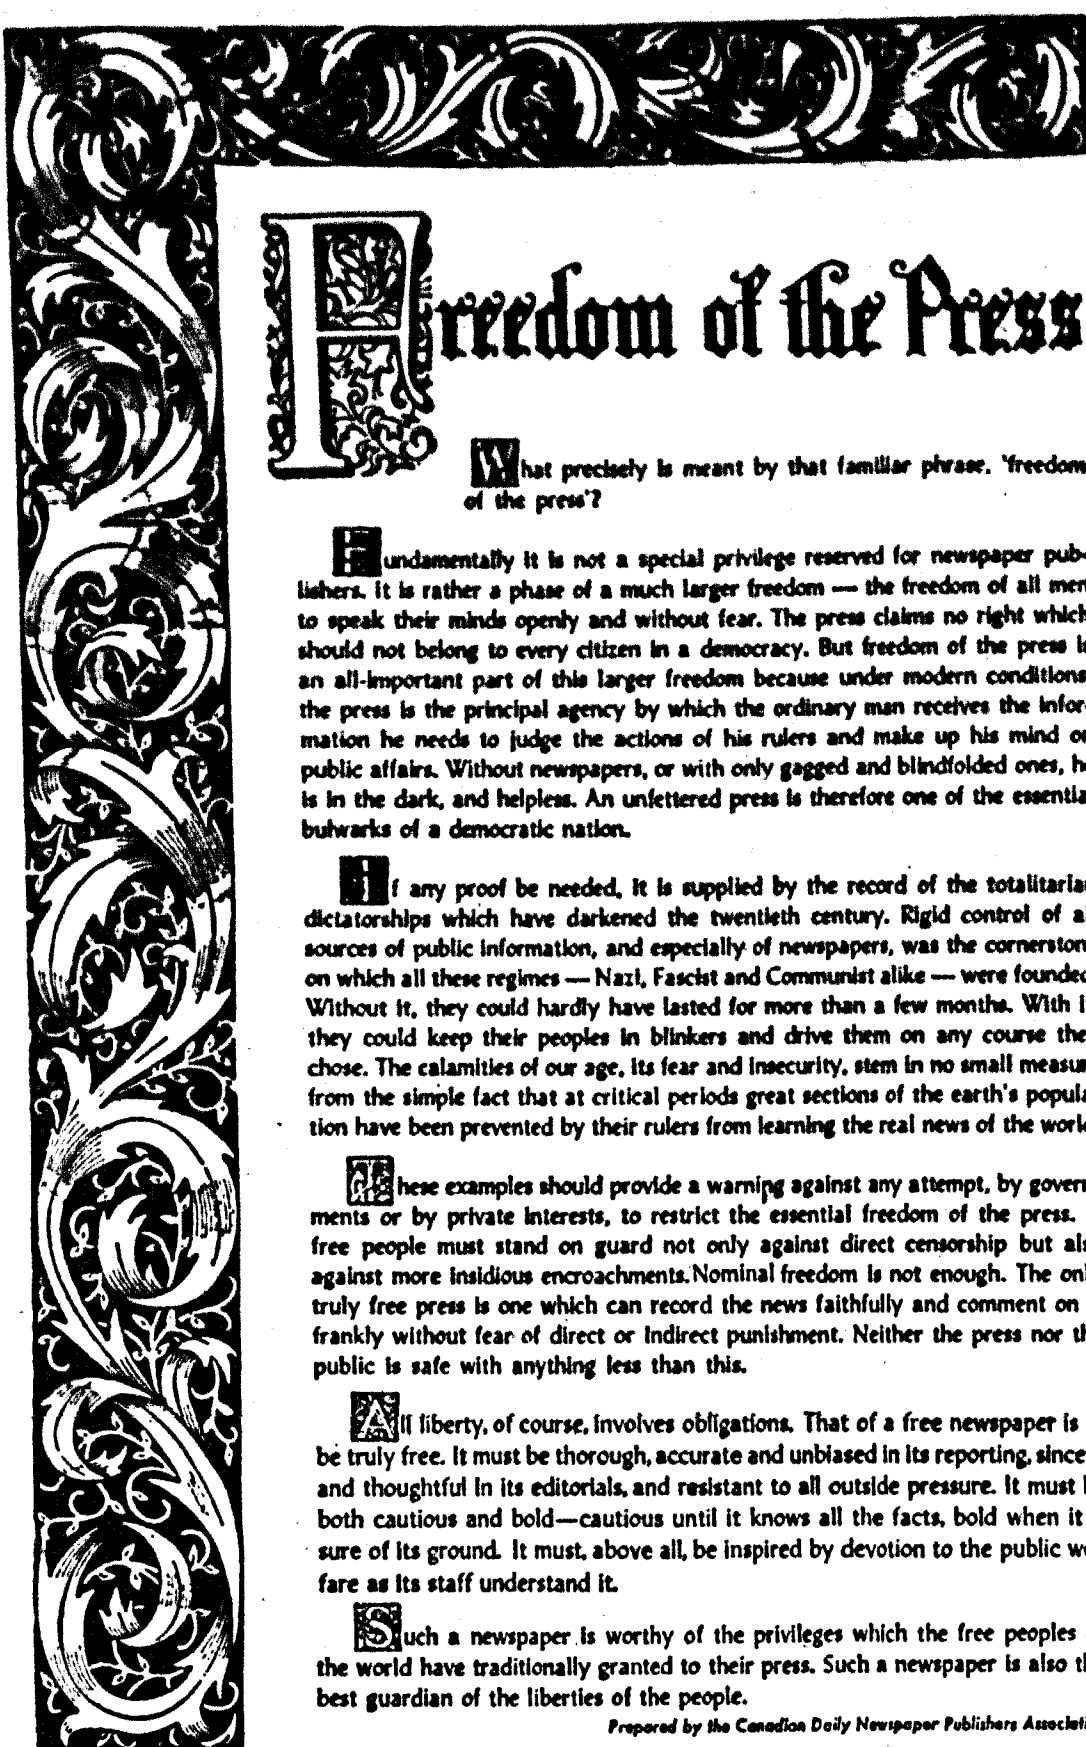 Freedom of the Press
What precisely is meant by that familiar phrase, 'freedom
of the press'?
Fundamentally it is not a special privilege reserved for newspaper pub-
lishers. It is rather a phase of a much larger freedom — the freedom of all men
to speak their minds openly and without fear. The press claims no right which
should not belong to every citizen in a democracy. But freedom of the press is
an all-important part of this larger freedom because under modern conditions
the press is the principal agency by which the ordinary man receives the infor-
mation he needs to judge the actions of his rulers and make up his mind on
public affairs. Without newspapers, or with only gagged and blindfolded ones, he
is in the dark, and helpless. An unfettered press is therefore one of the essentia
bulwarks of a democratic nation.
If any proof be needed, it is supplied by the record of the totalitarian
dictatorships which have darkened the twentieth century. Rigid control of al
sources of public information, and especially of newspapers, was the cornerston
on which all these regimes — Nazi, Fascist and Communist alike — were founded
Without it, they could hardly have lasted for more than a few months. With it
they could keep their peoples in blinkers and drive them on any course the
chose. The calamities of our age, its fear and insecurity, stem in no small measur
from the simple fact that at critical periods great sections of the earth's popula
tion have been prevented by their rulers from learning the real news of the world
These examples should provide a warning against any attempt, by govern
ments or by private interests, to restrict the essential freedom of the press.
free people must stand on guard not only against direct censorship but als
against more insidious encroachments. Nominal freedom is not enough. The onl
truly free press is one which can record the news faithfully and comment on
frankly without fear of direct or indirect punishment. Neither the press nor th
public is safe with anything less than this.
All liberty, of course, involves obligations. That of a free newspaper is
be truly free. It must be thorough, accurate and unbiased in its reporting, since
and thoughtful in its editorials, and resistant to all outside pressure. It must b
both cautious and bold—cautious until it knows all the facts, bold when it
sure of its ground. It must, above all, be inspired by devotion to the public we
fare as its staff understand it.
Such a newspaper is worthy of the privileges which the free peoples
the world have traditionally granted to their press. Such a newspaper is also th
best guardian of the liberties of the people.
Prepared by the Canadian Daily Newspaper Publishers Associati